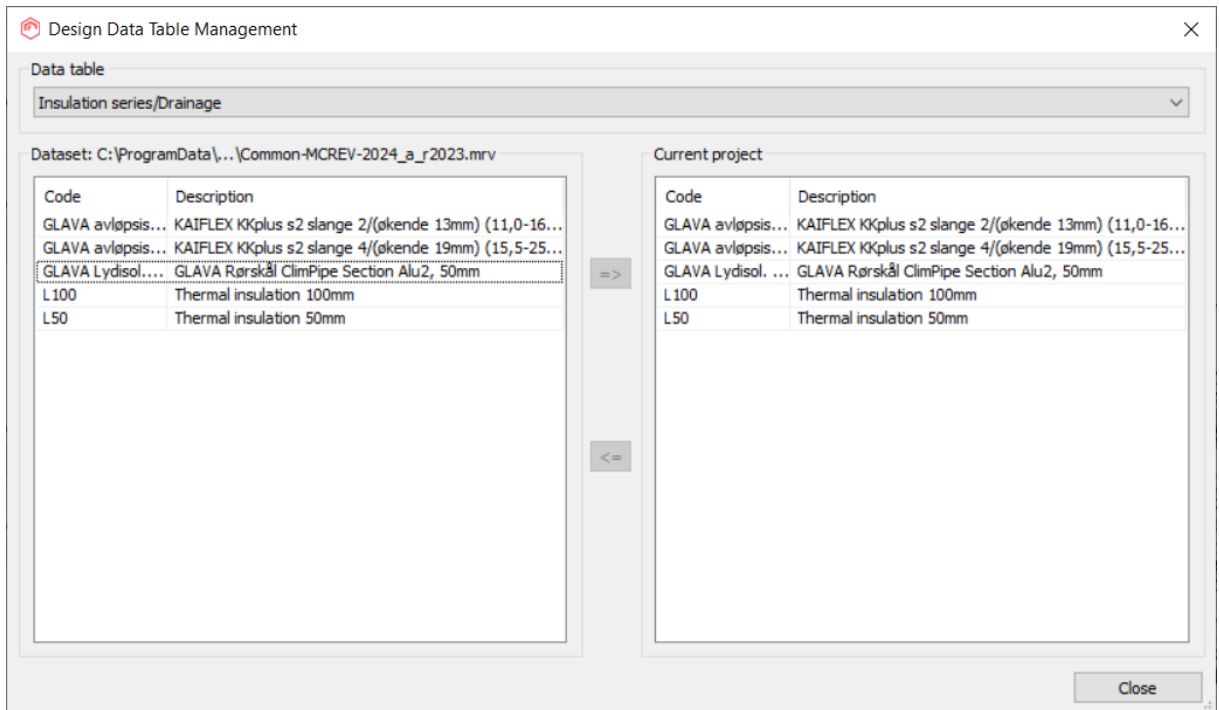 Design Data Table Management
Data table
Insulation series/Drainage
Dataset: C:\ProgramData\...\Common-MCREV-2024_a_r2023.mrv
Code Description
GLAVA avløpsis... KAIFLEX KKplus s2 slange 2/(økende 13mm) (11,0-16...
GLAVA avløpsis... KAIFLEX KKplus s2 slange 4/(økende 19mm) (15,5-25...
GLAVA Lydisol.... GLAVA Rørskål ClimPipe Section Alu2, 50mm
L100 Thermal insulation 100mm
L50 Thermal insulation 50mm
=>
<=
Current project
Code Description
GLAVA avløpsis... KAIFLEX KKplus s2 slange 2/(økende 13mm) (11,0-16...
GLAVA avløpsis... KAIFLEX KKplus s2 slange 4/(økende 19mm) (15,5-25...
GLAVA Lydisol. ... GLAVA Rørskål ClimPipe Section Alu2, 50mm
L100 Thermal insulation 100mm
L50 Thermal insulation 50mm
Close